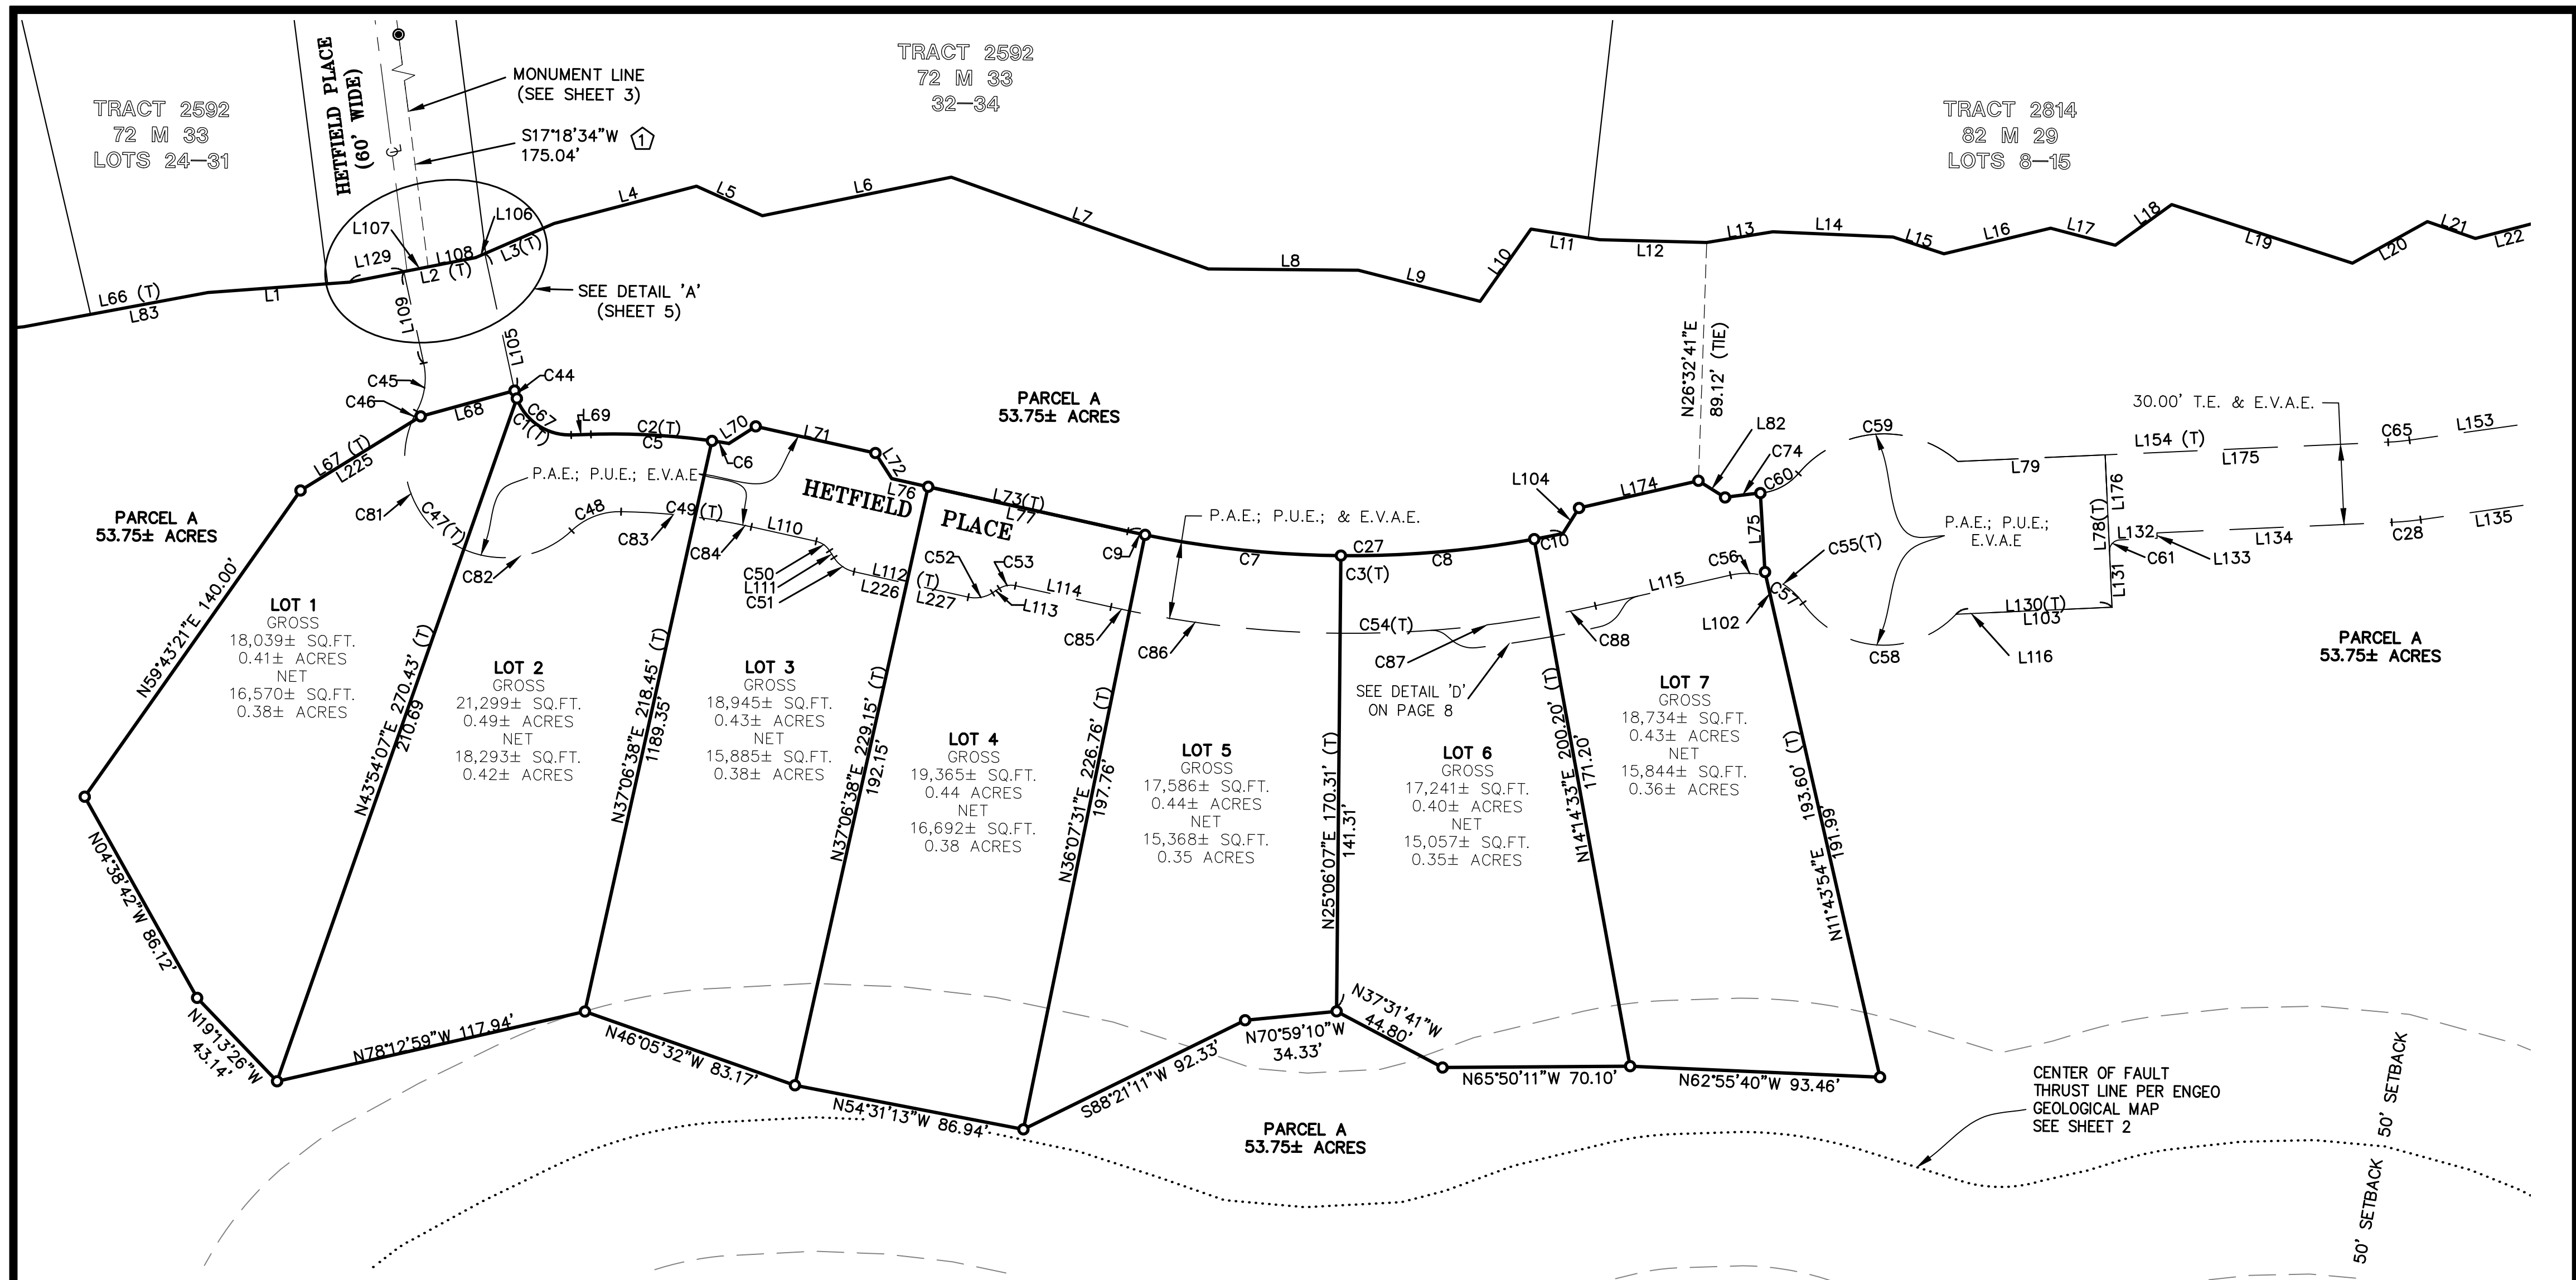 TRACT 2592
72 M 33
LOTS 24-31
HETFIELD PLACE
(60' WIDE)
MONUMENT LINE
(SEE SHEET 3)
S17°18'34"W 1
175.04'
TRACT 2592
72 M 33
32-34
TRACT 2814
82 M 29
LOTS 8-15
L66 (T)
L83
L1
L129
L107
L2 (T)
L108
L106
L3(T)
L4
L5
L6
L7
L8
L9
L10
L11
L12
L13
L14
L15
L16
L17
L18
L19
L20
L21
L22
SEE DETAIL 'A'
(SHEET 5)
L109
L105
N26°32'41"E
89.12' (TIE)
C45
C46
C44
L68
C67
C1(T)
L69
C2(T)
C5
C6
L70
L71
L72
L76
L73(T)
L77
PARCEL A
53.75± ACRES
L67 (T)
L225
C81
C47(T)
C82
C48
P.A.E.; P.U.E.; E.V.A.E
C49(T)
C83
C84
L110
C50
L111
C51
L112
(T)
L226
L227
C52
C53
L113
L114
HETFIELD PLACE
C9
C85
C86
P.A.E.; P.U.E.; & E.V.A.E.
C7
C27
C3(T)
C8
C10
C54(T)
C87
C88
SEE DETAIL 'D'
ON PAGE 8
L104
L174
L82
C74
C60
L75
C56
L115
C57
L102
C55(T)
C59
C58
L79
L116
L130(T)
L103
L78(T)
L176
L131
L132
C61
L133
L134
C28
L135
P.A.E.; P.U.E.;
E.V.A.E
30.00' T.E. & E.V.A.E.
L154 (T)
L175
C65
L153
PARCEL A
53.75± ACRES
PARCEL A
53.75± ACRES
N59°43'21"E 140.00'
LOT 1
GROSS
18,039± SQ.FT.
0.41± ACRES
NET
16,570± SQ.FT.
0.38± ACRES
N43°54'07"E 270.43' (T)
210.69
LOT 2
GROSS
21,299± SQ.FT.
0.49± ACRES
NET
18,293± SQ.FT.
0.42± ACRES
N37°06'38"E 218.45' (T)
1189.35'
LOT 3
GROSS
18,945± SQ.FT.
0.43± ACRES
NET
15,885± SQ.FT.
0.38± ACRES
N37°06'38"E 229.15' (T)
192.15'
LOT 4
GROSS
19,365± SQ.FT.
0.44 ACRES
NET
16,692± SQ.FT.
0.38 ACRES
N36°07'31"E 226.76' (T)
197.76'
LOT 5
GROSS
17,586± SQ.FT.
0.44± ACRES
NET
15,368± SQ.FT.
0.35 ACRES
N25°06'07"E 170.31' (T)
141.31'
LOT 6
GROSS
17,241± SQ.FT.
0.40± ACRES
NET
15,057± SQ.FT.
0.35± ACRES
N14°14'33"E 200.20' (T)
171.20'
LOT 7
GROSS
18,734± SQ.FT.
0.43± ACRES
NET
15,844± SQ.FT.
0.36± ACRES
N11°43'54"E 193.60' (T)
191.99'
N04°38'42"W 86.12'
N19°13'26"W
43.14'
N78°12'59"W 117.94'
N46°05'32"W 83.17'
N54°31'13"W 86.94'
S88°21'11"W 92.33'
N70°59'10"W
34.33'
N37°31'41"W
44.80'
N65°50'11"W 70.10'
N62°55'40"W 93.46'
PARCEL A
53.75± ACRES
CENTER OF FAULT
THRUST LINE PER ENGEO
GEOLOGICAL MAP
SEE SHEET 2
50' SETBACK
50' SETBACK